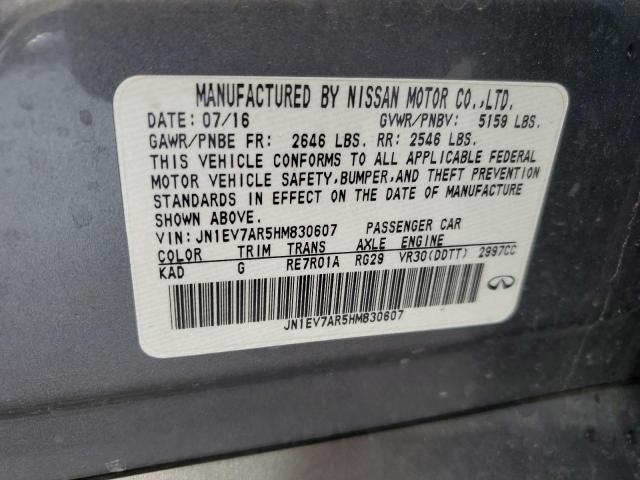 MANUFACTURED BY NISSAN MOTOR CO.,LTD.
DATE: 07/16 GVWR/PNBV: 5159 LBS.
GAWR/PNBE FR: 2646 LBS. RR: 2546 LBS.
THIS VEHICLE CONFORMS TO ALL APPLICABLE FEDERAL
MOTOR VEHICLE SAFETY,BUMPER,AND THEFT PREVENTION
STANDARDS IN EFFECT ON THE DATE OF MANUFACTURE
SHOWN ABOVE.
VIN: JN1EV7AR5HM830607 PASSENGER CAR
COLOR TRIM TRANS AXLE ENGINE
KAD G RE7R01A RG29 VR30(DDTT) 2997CC
JN1EV7AR5HM830607